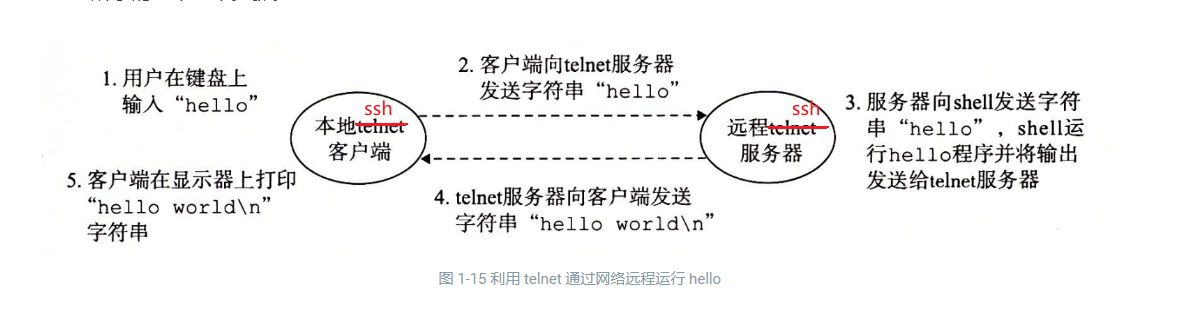 1. 用户在键盘上
输入“hello”
2. 客户端向telnet服务器
发送字符串“hello”
ssh
本地telnet
客户端
ssh
远程telnet
服务器
3. 服务器向shell发送字符
串“hello”，shell运
行hello程序并将输出
发送给telnet服务器
4. telnet服务器向客户端发送
字符串“hello world\n”
5. 客户端在显示器上打印
“hello world\n”
字符串
图 1-15 利用 telnet 通过网络远程运行 hello